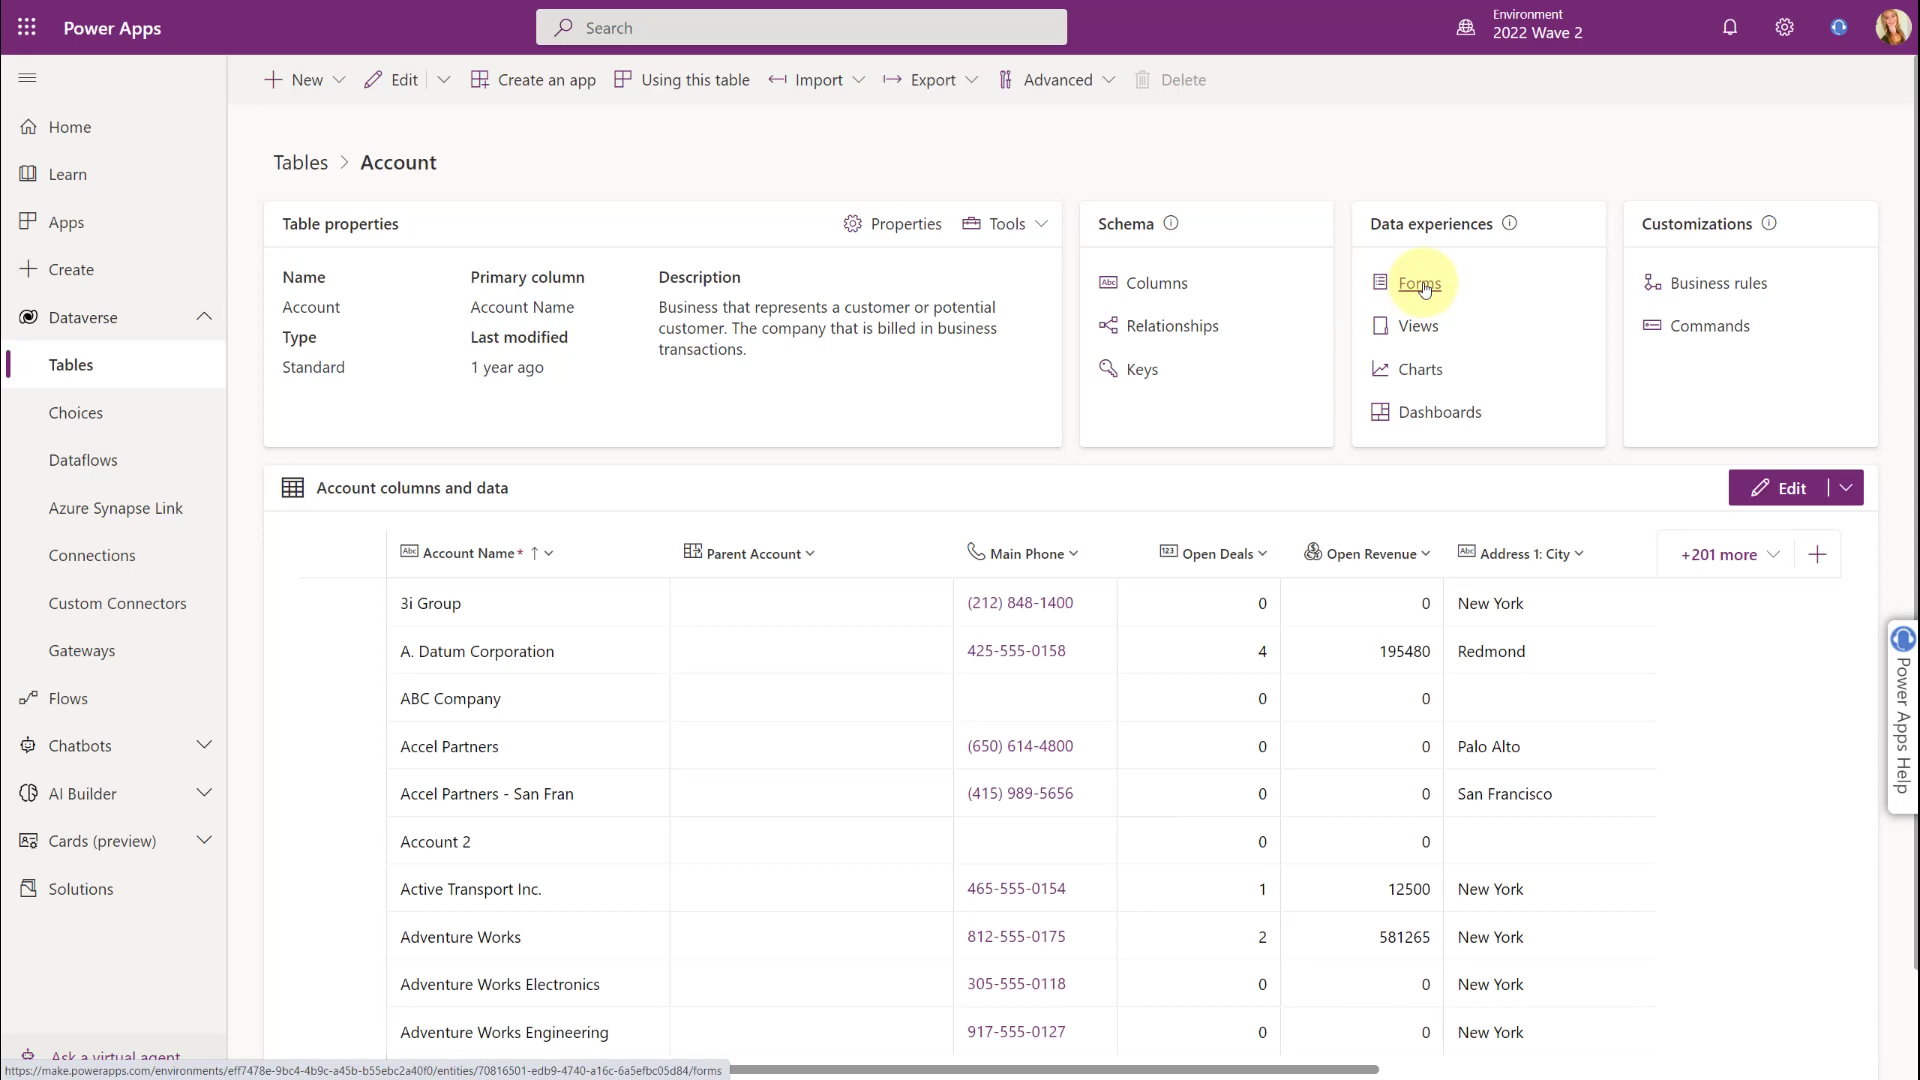 Power Apps
Search
Environment
2022 Wave 2
New
Edit
Create an app
Using this table
Import
Export
Advanced
Delete
Home
Learn
Apps
Create
Dataverse
Tables
Choices
Dataflows
Azure Synapse Link
Connections
Custom Connectors
Gateways
Flows
Chatbots
AI Builder
Cards (preview)
Solutions
Ask a virtual agent
Tables > Account
Table properties
Properties
Tools
Name
Account
Type
Standard
Primary column
Account Name
Last modified
1 year ago
Description
Business that represents a customer or potential
customer. The company that is billed in business
transactions.
Schema
Columns
Relationships
Keys
Data experiences
Forms
Views
Charts
Dashboards
Customizations
Business rules
Commands
Account columns and data
Edit
Abc Account Name* ↑ Parent Account Main Phone 123 Open Deals Open Revenue Abc Address 1: City +201 more
3i Group (212) 848-1400 0 0 New York
A. Datum Corporation 425-555-0158 4 195480 Redmond
ABC Company 0 0
Accel Partners (650) 614-4800 0 0 Palo Alto
Accel Partners - San Fran (415) 989-5656 0 0 San Francisco
Account 2 0 0
Active Transport Inc. 465-555-0154 1 12500 New York
Adventure Works 812-555-0175 2 581265 New York
Adventure Works Electronics 305-555-0118 0 0 New York
Adventure Works Engineering 917-555-0127 0 0 New York
Power Apps Help
https://make.powerapps.com/environments/eff7478e-9bc4-4b9c-a45b-b55ebc2a40f0/entities/70816501-edb9-4740-a16c-6a5efbc05d84/forms